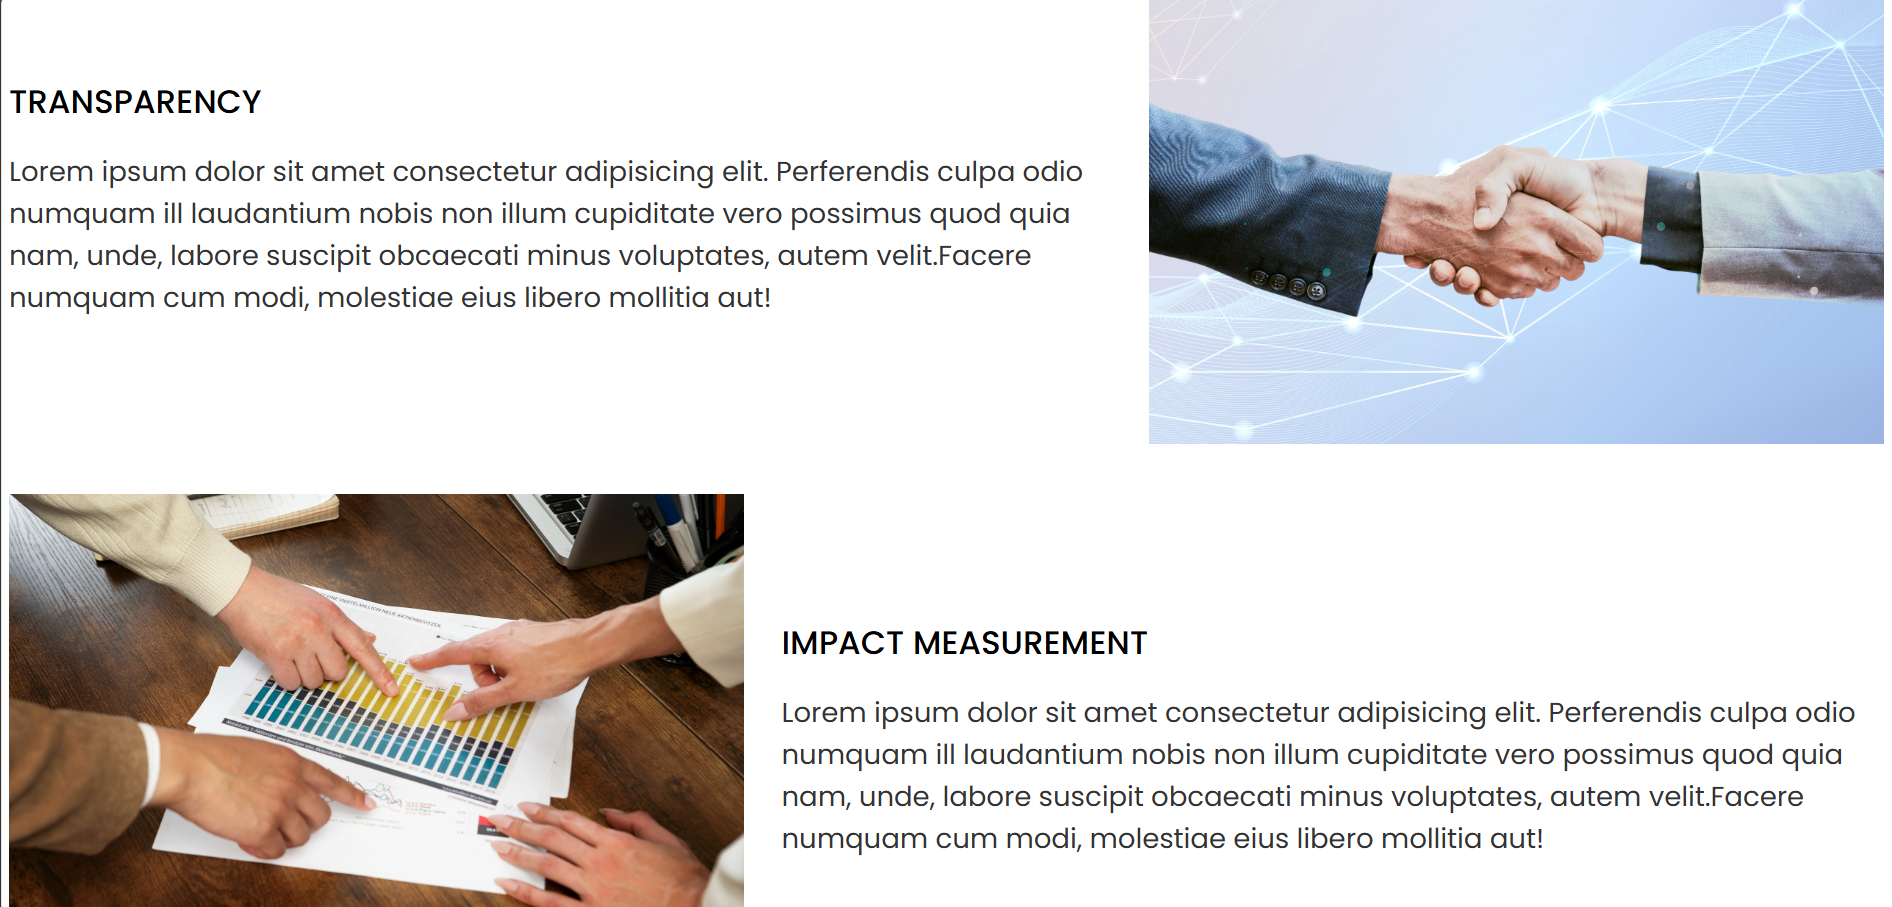 TRANSPARENCY
Lorem ipsum dolor sit amet consectetur adipisicing elit. Perferendis culpa odio
numquam ill laudantium nobis non illum cupiditate vero possimus quod quia
nam, unde, labore suscipit obcaecati minus voluptates, autem velit.Facere
numquam cum modi, molestiae eius libero mollitia aut!
IMPACT MEASUREMENT
Lorem ipsum dolor sit amet consectetur adipisicing elit. Perferendis culpa odio
numquam ill laudantium nobis non illum cupiditate vero possimus quod quia
nam, unde, labore suscipit obcaecati minus voluptates, autem velit.Facere
numquam cum modi, molestiae eius libero mollitia aut!